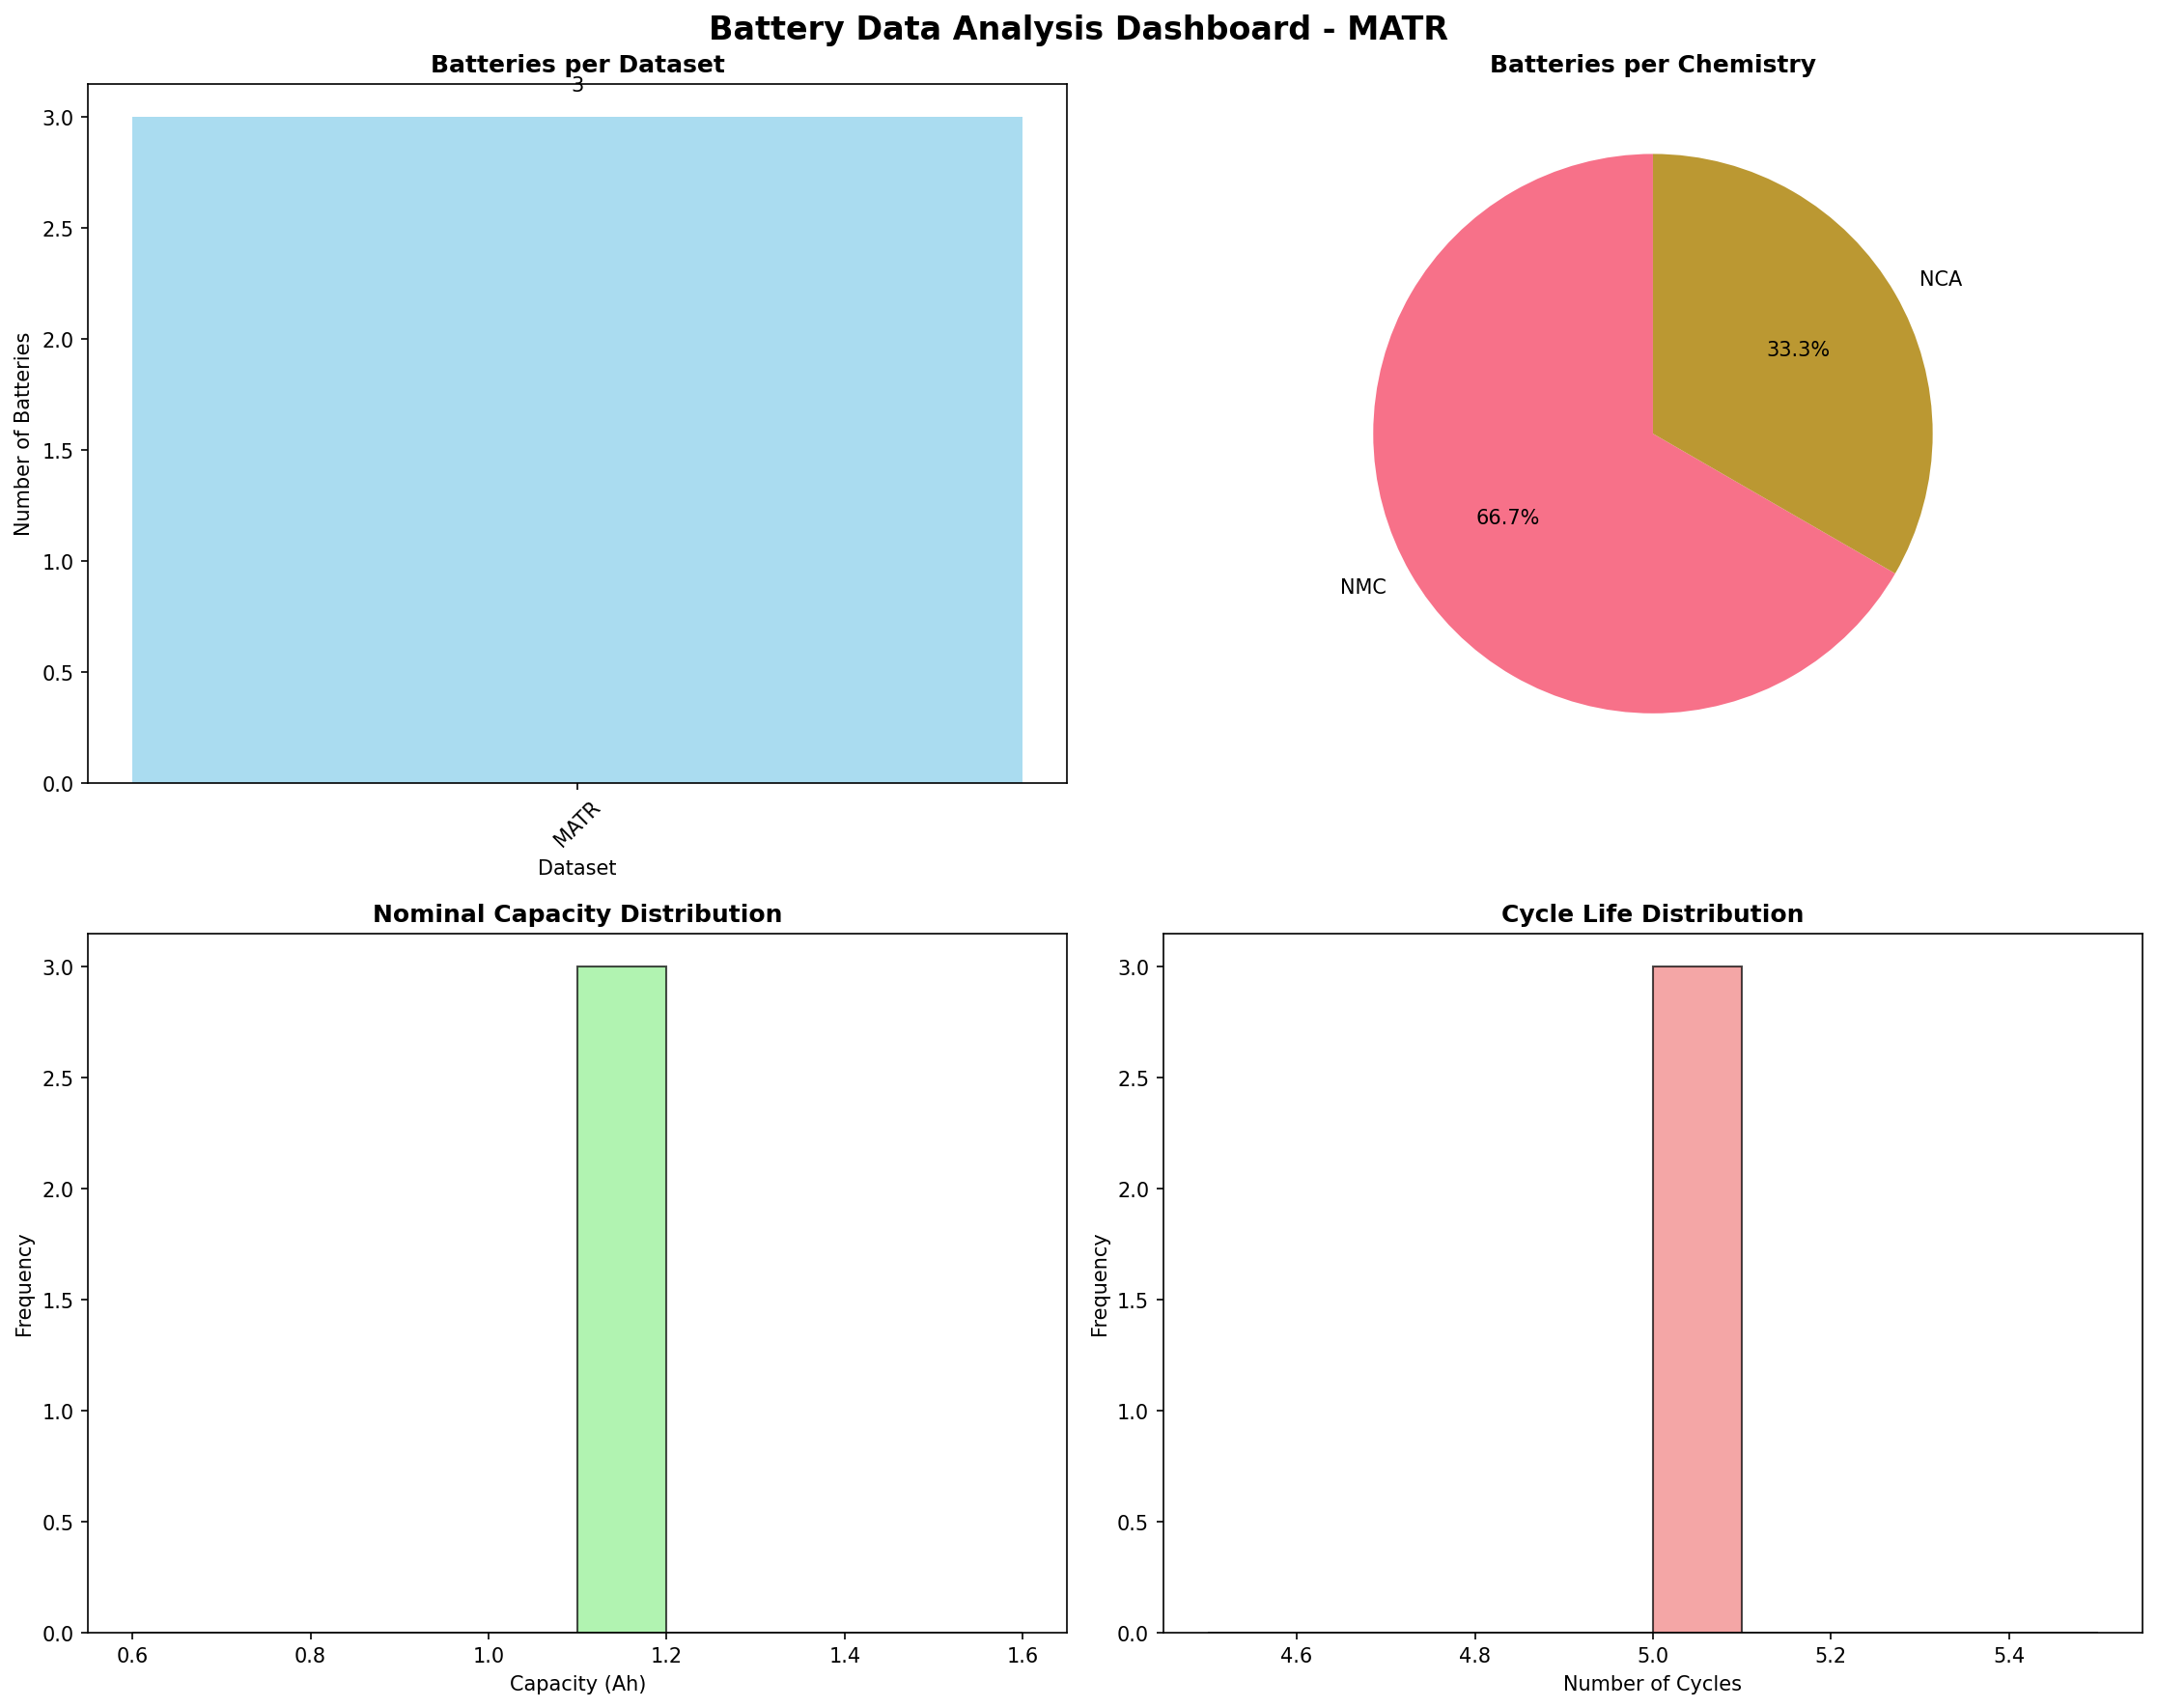 Battery Data Analysis Dashboard - MATR
Batteries per Dataset
3
3.0
2.5
2.0
1.5
1.0
0.5
0.0
Number of Batteries
MATR
Dataset
Batteries per Chemistry
NCA
33.3%
66.7%
NMC
Nominal Capacity Distribution
3.0
2.5
2.0
1.5
1.0
0.5
0.0
Frequency
0.6 0.8 1.0 1.2 1.4 1.6
Capacity (Ah)
Cycle Life Distribution
3.0
2.5
2.0
1.5
1.0
0.5
0.0
Frequency
4.6 4.8 5.0 5.2 5.4
Number of Cycles